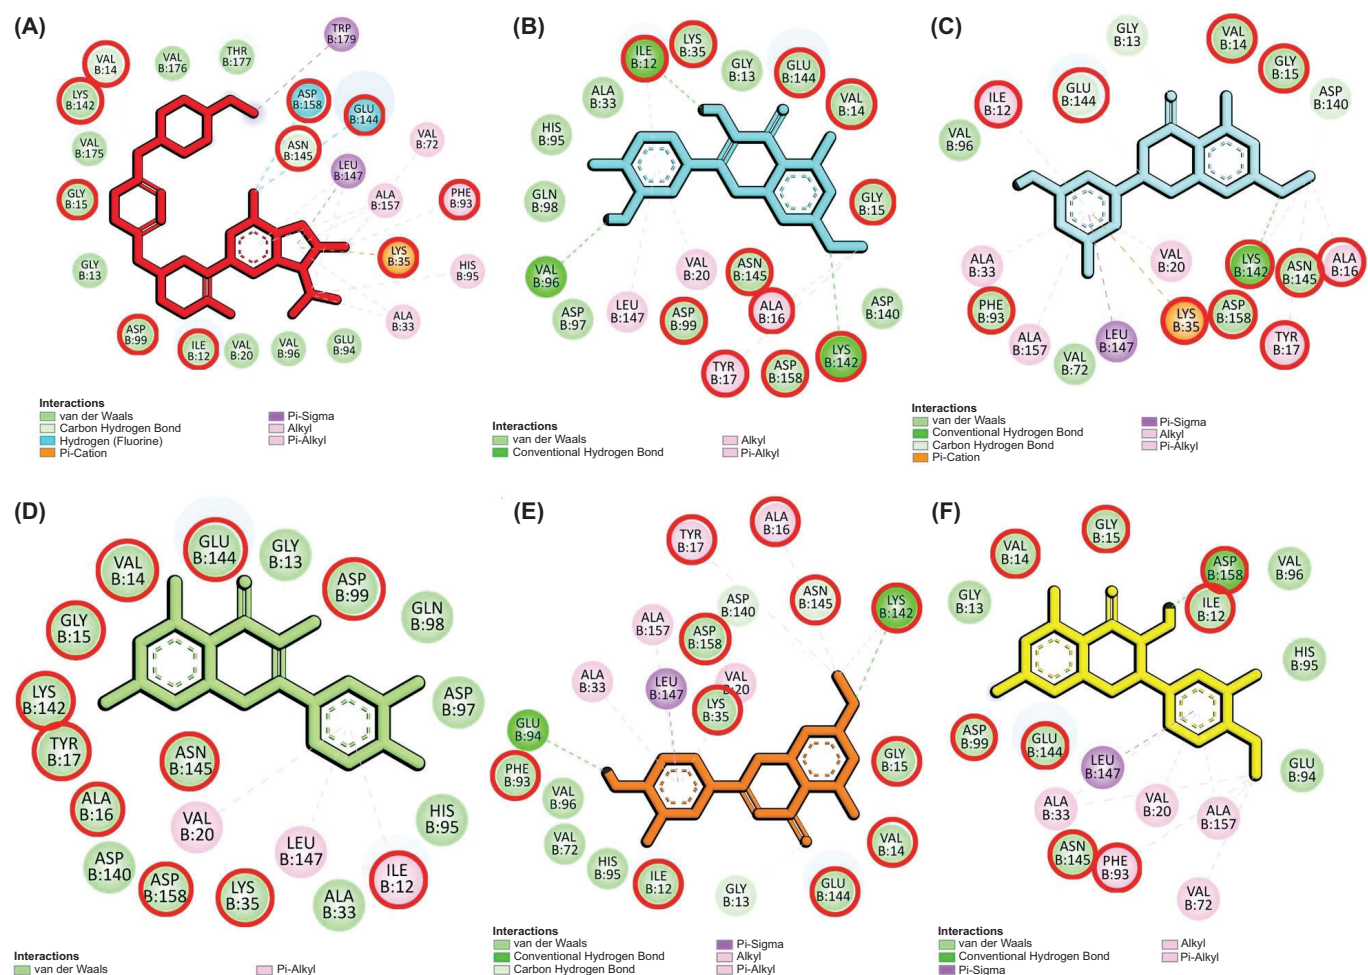 (A)
TRP
B:179
VAL
B:14
VAL
B:176
THR
B:177
LYS
B:142
ASP
B:158
GLU
B:144
ASN
B:145
VAL
B:72
VAL
B:175
LEU
B:147
GLY
B:15
ALA
B:157
PHE
B:93
LYS
B:35
GLY
B:13
HIS
B:95
ALA
B:33
ASP
B:99
ILE
B:12
VAL
B:20
VAL
B:96
GLU
B:94
Interactions
van der Waals
Carbon Hydrogen Bond
Hydrogen (Fluorine)
Pi-Cation
Pi-Sigma
Alkyl
Pi-Alkyl
(B)
ILE
B:12
LYS
B:35
GLY
B:13
GLU
B:144
ALA
B:33
VAL
B:14
HIS
B:95
GLN
B:98
GLY
B:15
VAL
B:96
VAL
B:20
ASN
B:145
ASP
B:97
LEU
B:147
ASP
B:99
ALA
B:16
ASP
B:140
TYR
B:17
ASP
B:158
LYS
B:142
Interactions
van der Waals
Conventional Hydrogen Bond
Alkyl
Pi-Alkyl
(C)
GLY
B:13
VAL
B:14
GLY
B:15
ILE
B:12
GLU
B:144
ASP
B:140
VAL
B:96
ALA
B:33
VAL
B:20
LYS
B:142
ASN
B:145
ALA
B:16
PHE
B:93
ALA
B:157
VAL
B:72
LEU
B:147
LYS
B:35
ASP
B:158
TYR
B:17
Interactions
van der Waals
Conventional Hydrogen Bond
Carbon Hydrogen Bond
Pi-Cation
Pi-Sigma
Alkyl
Pi-Alkyl
(D)
GLU
B:144
GLY
B:13
VAL
B:14
ASP
B:99
GLY
B:15
GLN
B:98
LYS
B:142
ASP
B:97
TYR
B:17
ASN
B:145
ALA
B:16
VAL
B:20
HIS
B:95
ASP
B:140
LEU
B:147
ILE
B:12
ASP
B:158
LYS
B:35
ALA
B:33
Interactions
van der Waals
Pi-Alkyl
(E)
TYR
B:17
ALA
B:16
ASP
B:140
ASN
B:145
LYS
B:142
ALA
B:157
ASP
B:158
ALA
B:33
LEU
B:147
VAL
B:20
LYS
B:35
GLU
B:94
PHE
B:93
GLY
B:15
VAL
B:96
VAL
B:72
VAL
B:14
HIS
B:95
ILE
B:12
GLY
B:13
GLU
B:144
Interactions
van der Waals
Conventional Hydrogen Bond
Carbon Hydrogen Bond
Pi-Sigma
Alkyl
Pi-Alkyl
(F)
GLY
B:15
VAL
B:14
ASP
B:158
VAL
B:96
GLY
B:13
ILE
B:12
HIS
B:95
ASP
B:99
GLU
B:144
LEU
B:147
GLU
B:94
ALA
B:33
VAL
B:20
ALA
B:157
ASN
B:145
PHE
B:93
VAL
B:72
Interactions
van der Waals
Conventional Hydrogen Bond
Pi-Sigma
Alkyl
Pi-Alkyl